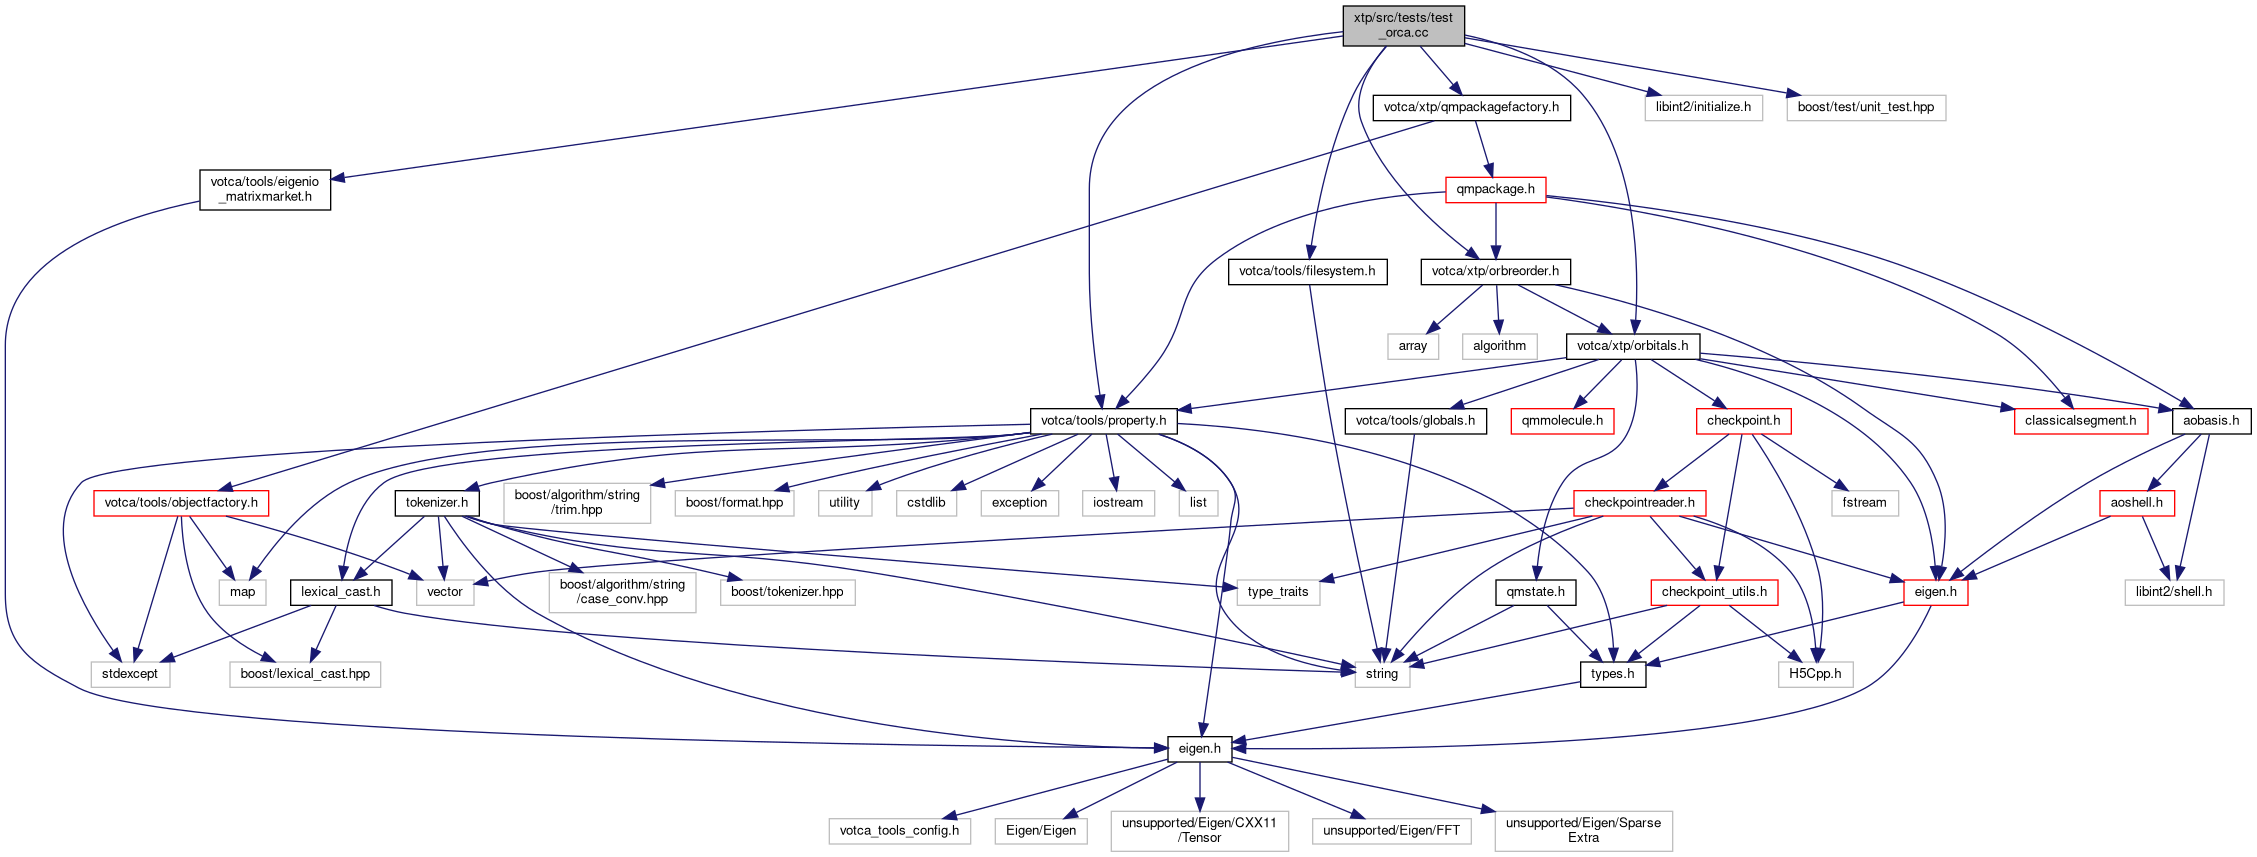 xtp/src/tests/test
_orca.cc
votca/xtp/qmpackagefactory.h
libint2/initialize.h
boost/test/unit_test.hpp
votca/tools/eigenio
_matrixmarket.h
qmpackage.h
votca/tools/filesystem.h
votca/xtp/orbreorder.h
array
algorithm
votca/xtp/orbitals.h
votca/tools/property.h
votca/tools/globals.h
qmmolecule.h
checkpoint.h
classicalsegment.h
aobasis.h
votca/tools/objectfactory.h
tokenizer.h
boost/algorithm/string
/trim.hpp
boost/format.hpp
utility
cstdlib
exception
iostream
list
checkpointreader.h
fstream
aoshell.h
map
lexical_cast.h
vector
boost/algorithm/string
/case_conv.hpp
boost/tokenizer.hpp
type_traits
qmstate.h
checkpoint_utils.h
eigen.h
libint2/shell.h
stdexcept
boost/lexical_cast.hpp
string
types.h
H5Cpp.h
eigen.h
votca_tools_config.h
Eigen/Eigen
unsupported/Eigen/CXX11
/Tensor
unsupported/Eigen/FFT
unsupported/Eigen/Sparse
Extra